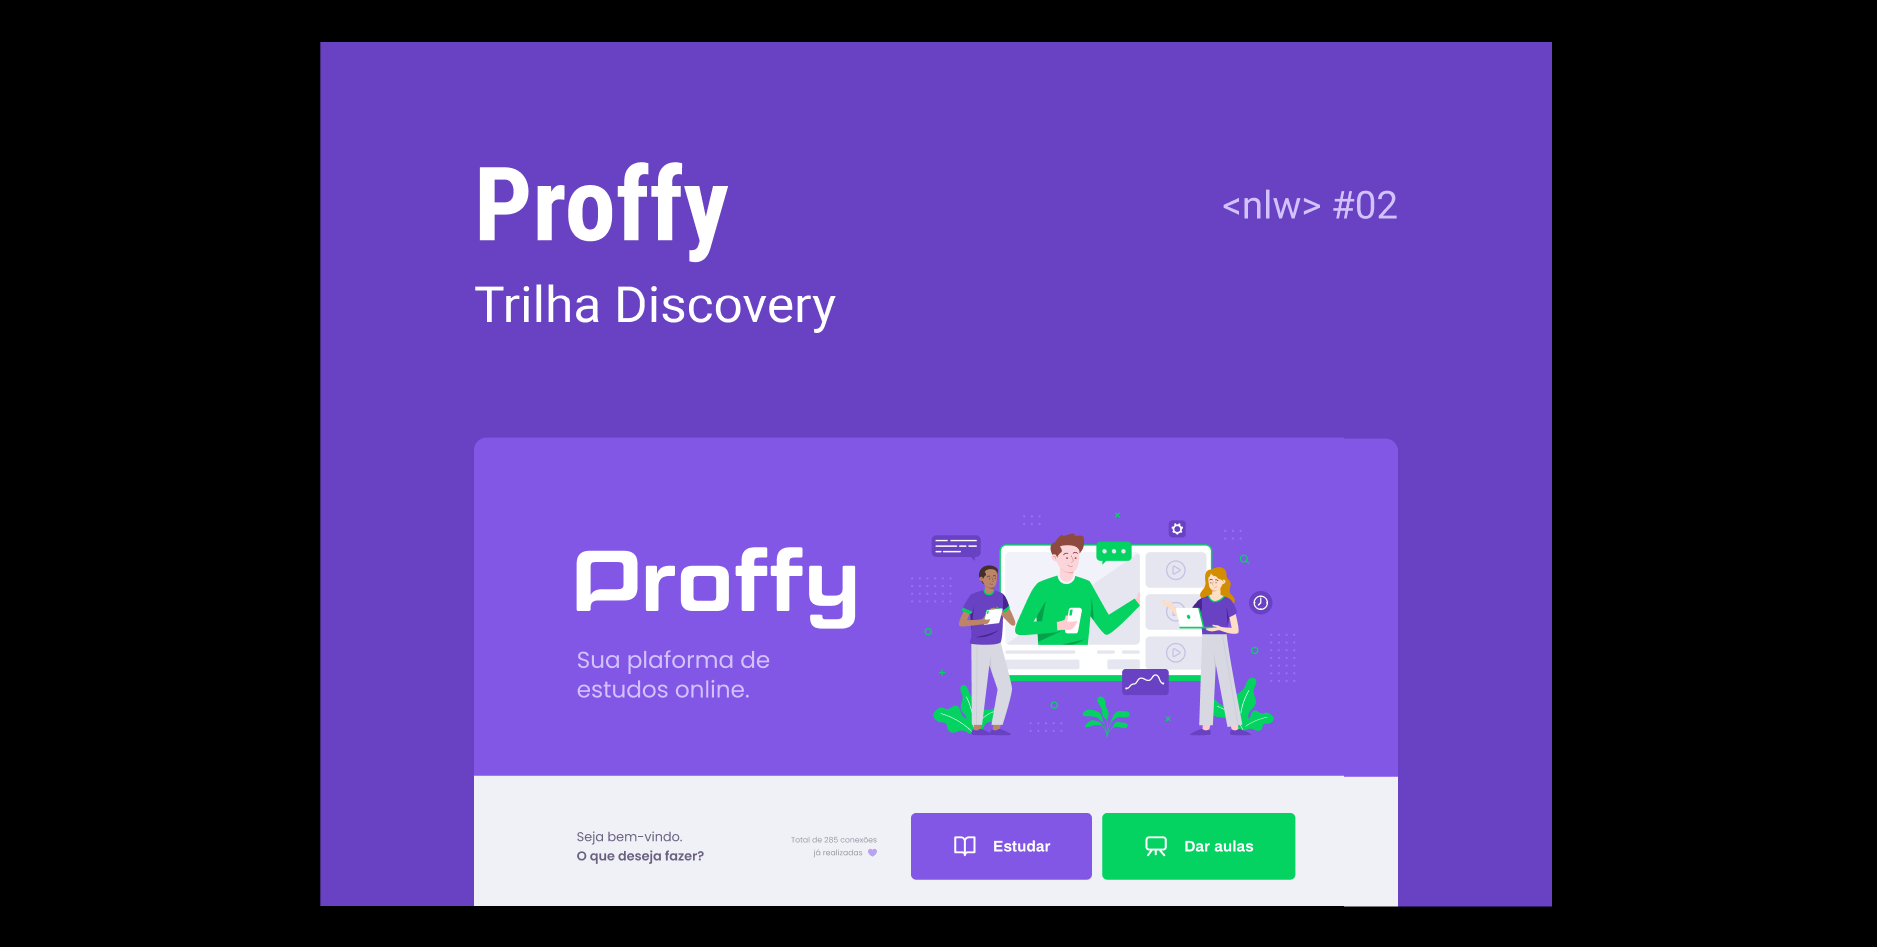 Proffy
<nlw> #02
Trilha Discovery
Proffy
Sua plaforma de
estudos online.
Seja bem-vindo.
O que deseja fazer?
Total de 285 conexões
já realizadas
Estudar
Dar aulas